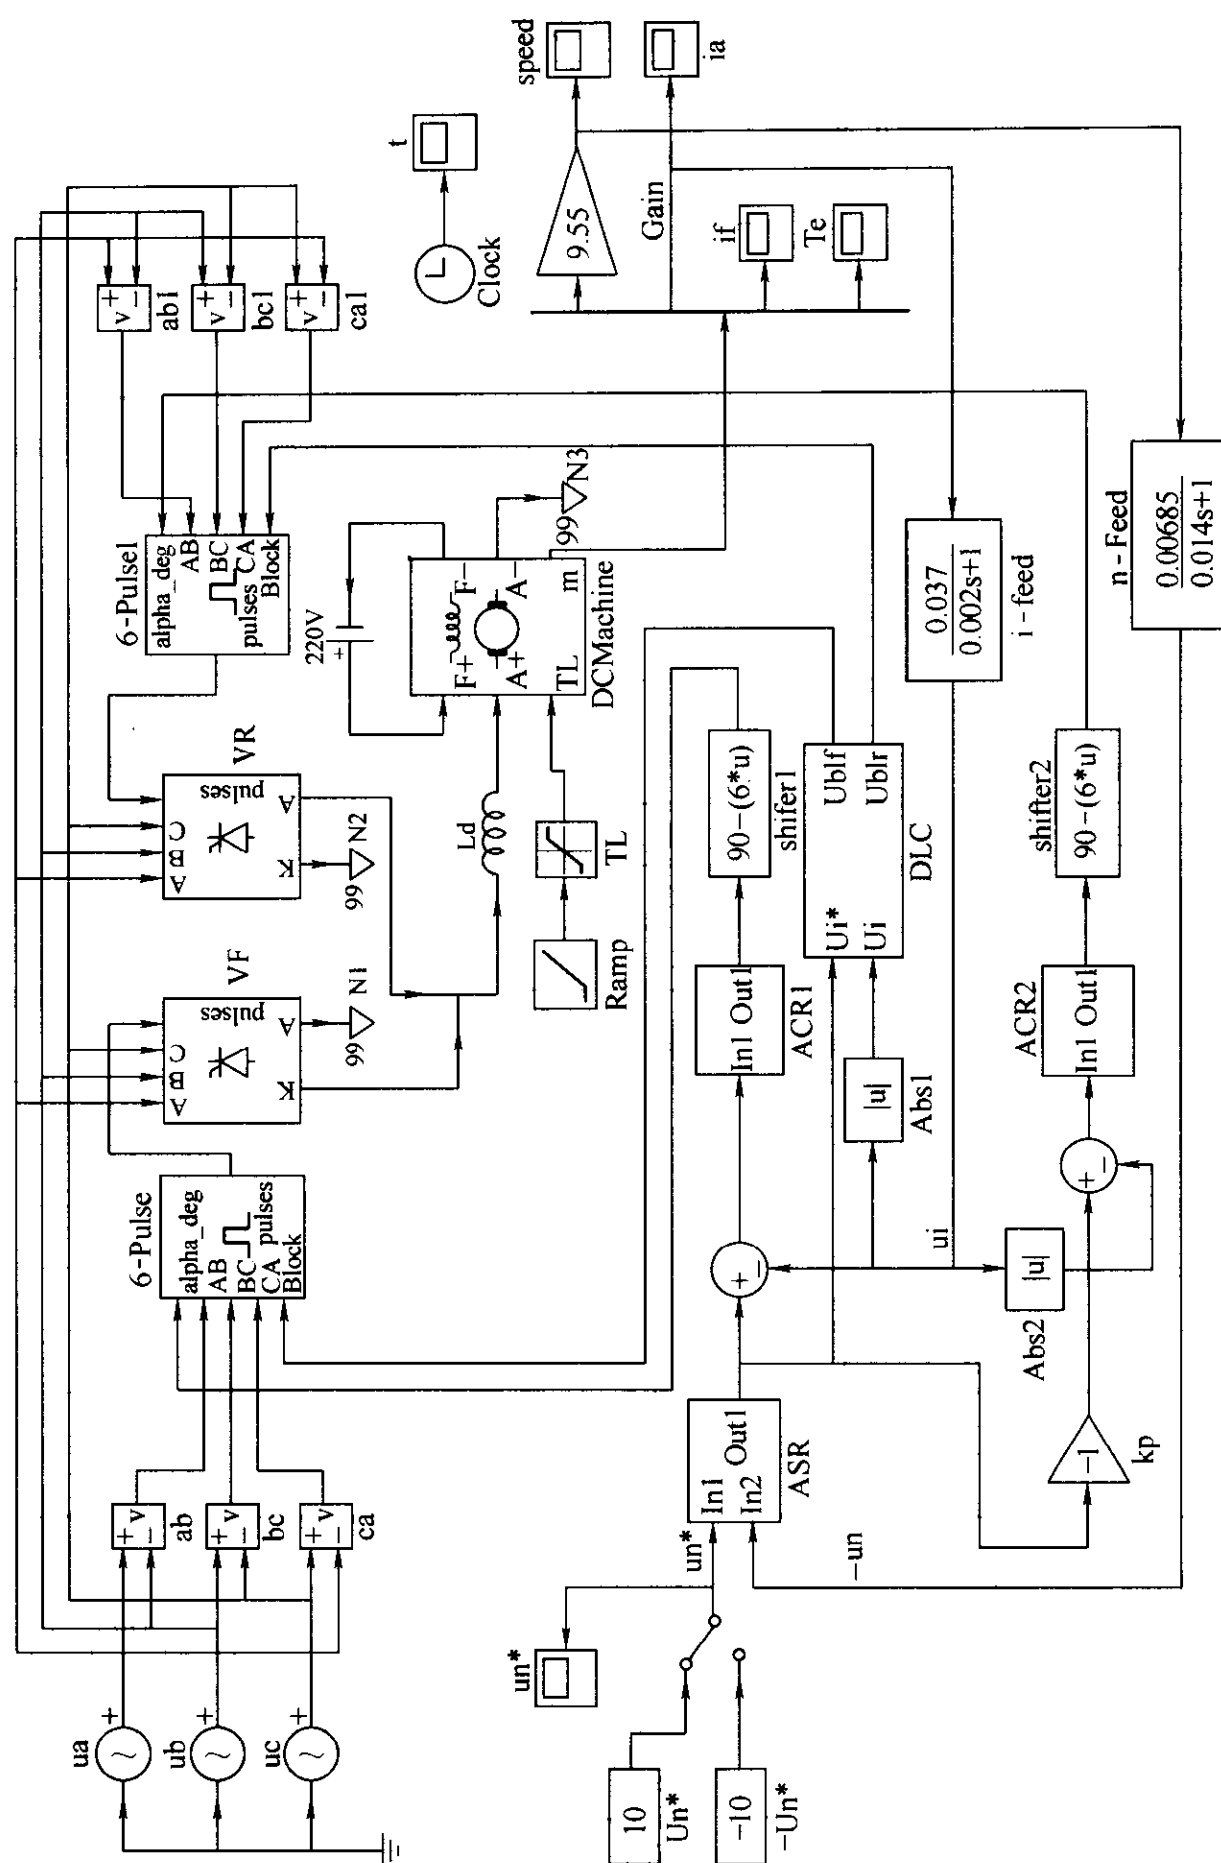 ua
+
~
ub
+
~
uc
+
~
+
v
−
ab
+
v
−
bc
+
v
−
ca
6-Pulse
alpha_deg
AB
BC
pulses
CA
Block
VF
A
B
C
pulses
K
A
99
N1
VR
A
B
C
pulses
K
A
99
N2
6-Pulse1
alpha_deg
AB
BC
pulses
CA
Block
v
+
−
ab1
v
+
−
bc1
v
+
−
ca1
Clock
t
220V
+
F+
F−
A+
A−
TL
m
DCMachine
99
N3
Ld
Ramp
TL
9.55
Gain
speed
ia
if
Te
un*
10
Un*
−10
−Un*
un*
−un
In1
In2
Out1
ASR
+
−
In1 Out1
ACR1
90−(6*u)
shifer1
Ui*
Ui
Ublf
Ublr
DLC
|u|
Abs1
ui
0.037
0.002s+1
i−feed
|u|
Abs2
−1
kp
+
−
In1 Out1
ACR2
90−(6*u)
shifter2
n-Feed
0.00685
0.014s+1